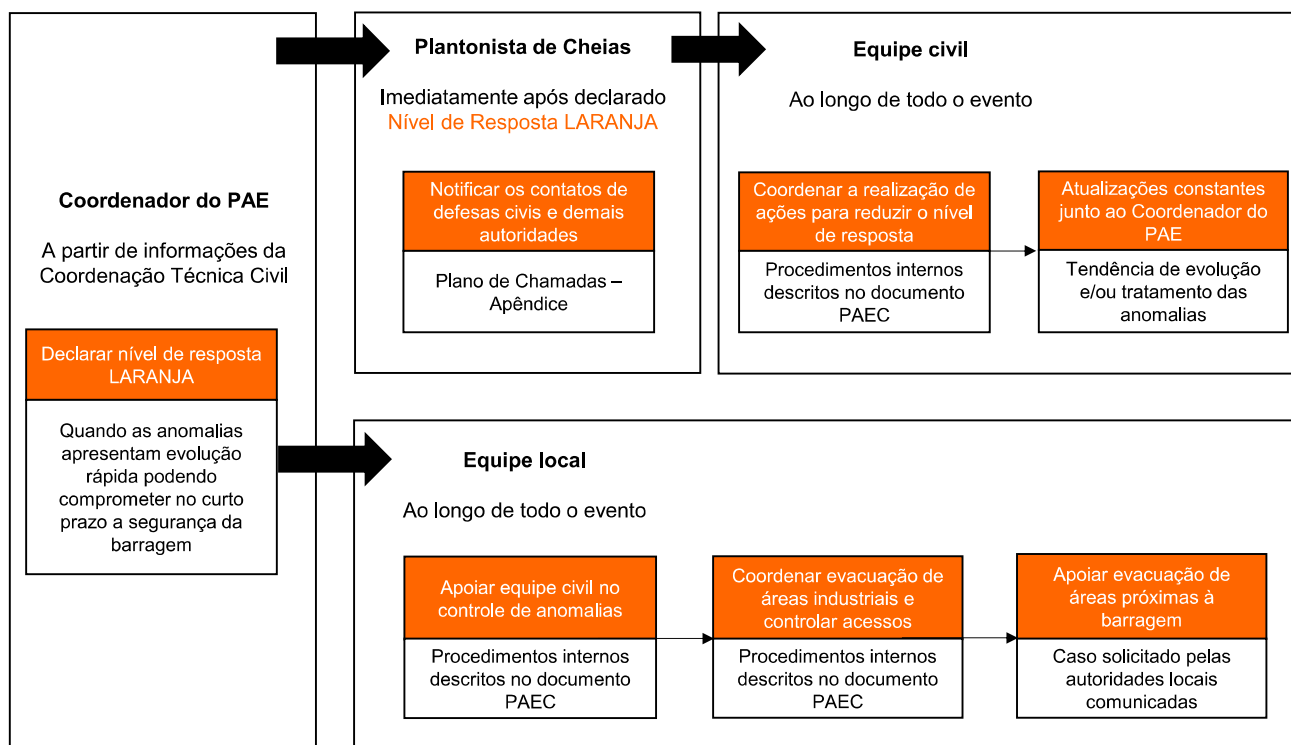 Coordenador do PAE
A partir de informações da
Coordenação Técnica Civil
Declarar nível de resposta
LARANJA
Quando as anomalias
apresentam evolução
rápida podendo
comprometer no curto
prazo a segurança da
barragem
Plantonista de Cheias
Imediatamente após declarado
Nível de Resposta LARANJA
Notificar os contatos de
defesas civis e demais
autoridades
Plano de Chamadas –
Apêndice
Equipe civil
Ao longo de todo o evento
Coordenar a realização de
ações para reduzir o nível
de resposta
Procedimentos internos
descritos no documento
PAEC
Atualizações constantes
junto ao Coordenador do
PAE
Tendência de evolução
e/ou tratamento das
anomalias
Equipe local
Ao longo de todo o evento
Apoiar equipe civil no
controle de anomalias
Procedimentos internos
descritos no documento
PAEC
Coordenar evacuação de
áreas industriais e
controlar acessos
Procedimentos internos
descritos no documento
PAEC
Apoiar evacuação de
áreas próximas à
barragem
Caso solicitado pelas
autoridades locais
comunicadas